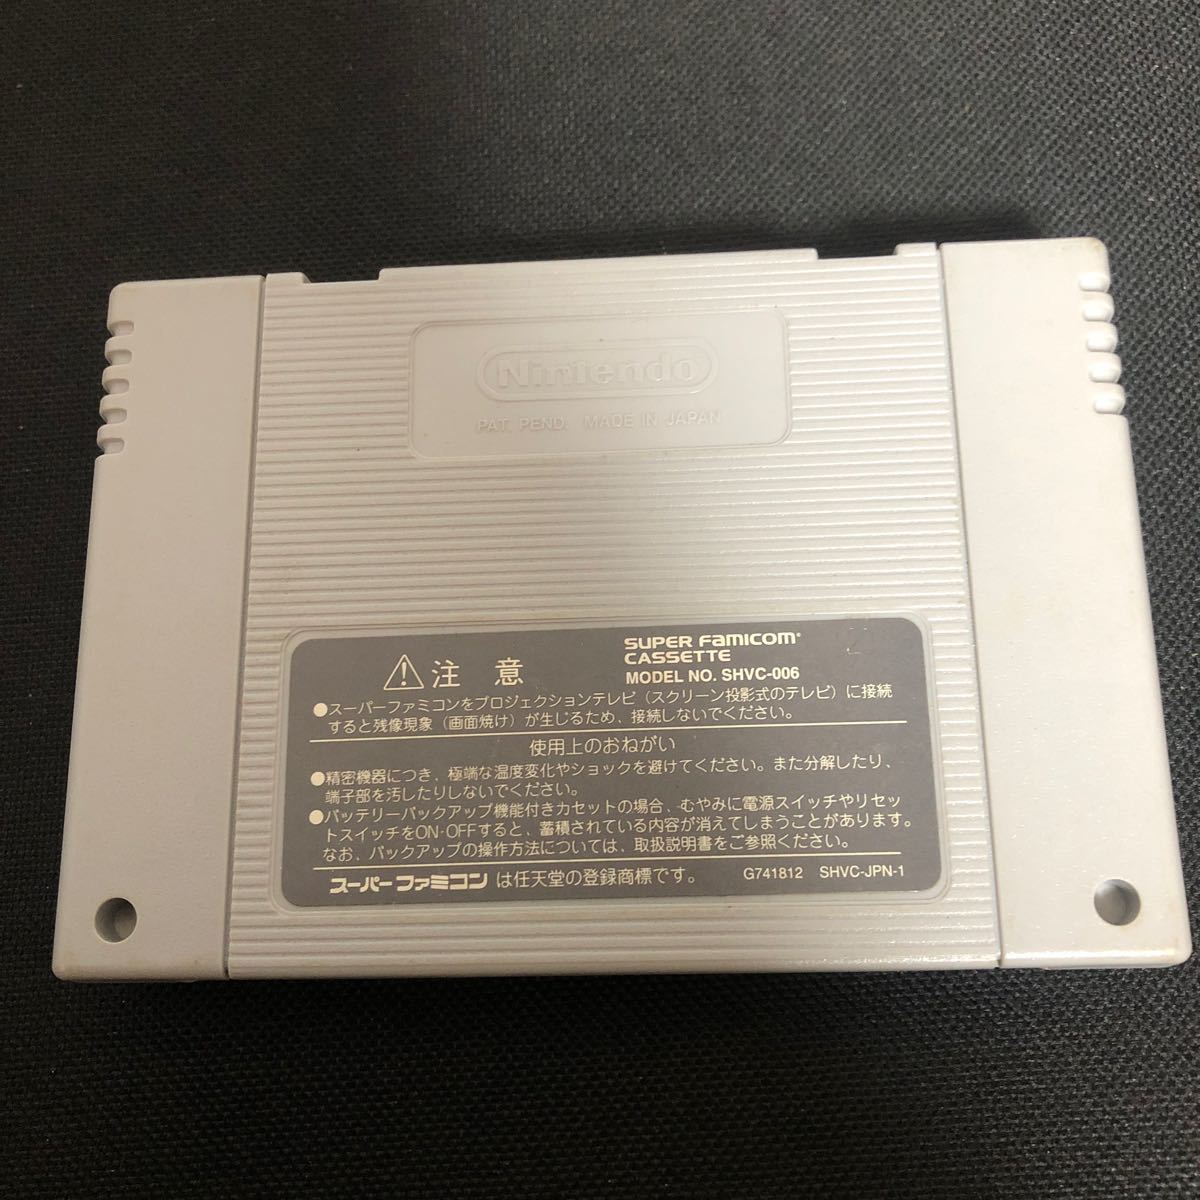 Nintendo
PAT. PEND. MADE IN JAPAN
SUPER FAMICOM
CASSETTE
MODEL NO. SHVC-006
注 意
●スーパーファミコンをプロジェクションテレビ（スクリーン投影式のテレビ）に接続
すると残像現象（画面焼け）が生じるため、接続しないでください。
使用上のおねがい
●精密機器につき、極端な温度変化やショックを避けてください。また分解したり、
端子部を汚したりしないでください。
●バッテリーバックアップ機能付きカセットの場合、むやみに電源スイッチやリセッ
トスイッチをON-OFFすると、蓄積されている内容が消えてしまうことがあります。
なお、バックアップの操作方法については、取扱説明書をご参照ください。
スーパーファミコンは任天堂の登録商標です。 G741812 SHVC-JPN-1